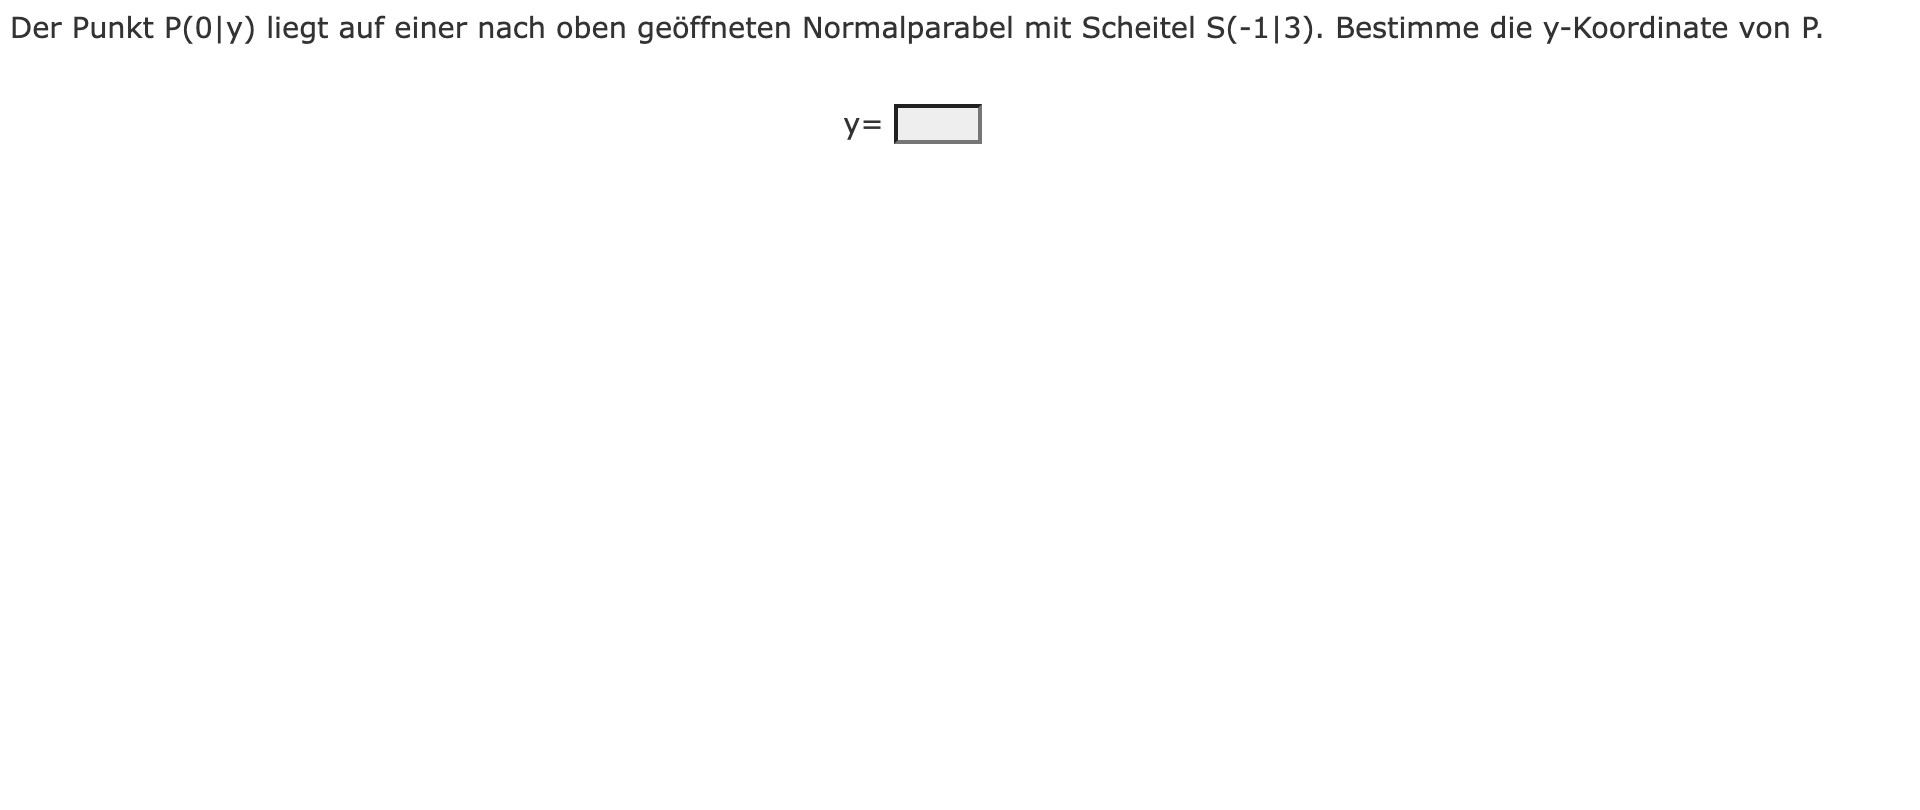 Der Punkt P(0|y) liegt auf einer nach oben geöffneten Normalparabel mit Scheitel S(-1|3). Bestimme die y-Koordinate von P.
y=